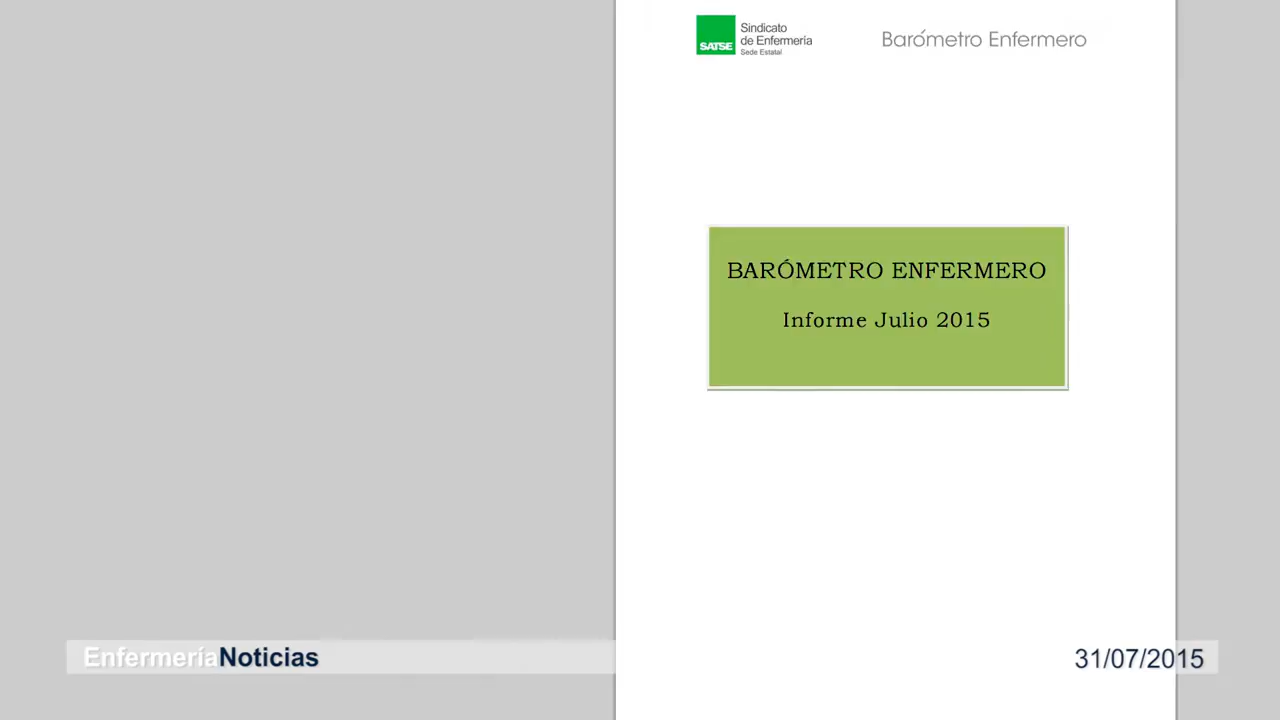 SATSE
Sindicato
de Enfermería
Sede Estatal
Barómetro Enfermero
BARÓMETRO ENFERMERO
Informe Julio 2015
EnfermeríaNoticias
31/07/2015